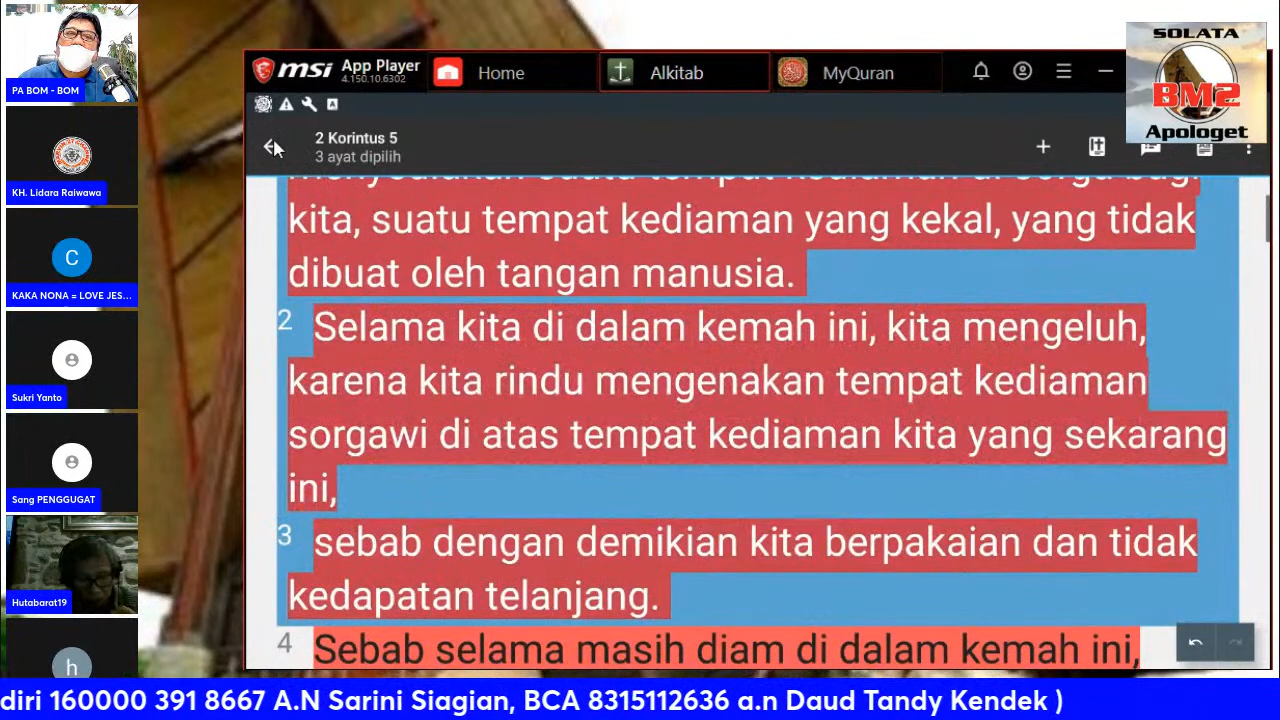 PA BOM - BOM
KH. Lidara Raiwawa
C
KAKA NONA = LOVE JES...
Sukri Yanto
Sang PENGGUGAT
Hutabarat19
h
msi App Player
4.150.10.6302
Home
Alkitab
MyQuran
SOLATA
BM2
Apologet
2 Korintus 5
3 ayat dipilih
kita, suatu tempat kediaman yang kekal, yang tidak
dibuat oleh tangan manusia.
2 Selama kita di dalam kemah ini, kita mengeluh,
karena kita rindu mengenakan tempat kediaman
sorgawi di atas tempat kediaman kita yang sekarang
ini,
3 sebab dengan demikian kita berpakaian dan tidak
kedapatan telanjang.
4 Sebab selama masih diam di dalam kemah ini,
diri 160000 391 8667 A.N Sarini Siagian, BCA 8315112636 a.n Daud Tandy Kendek )